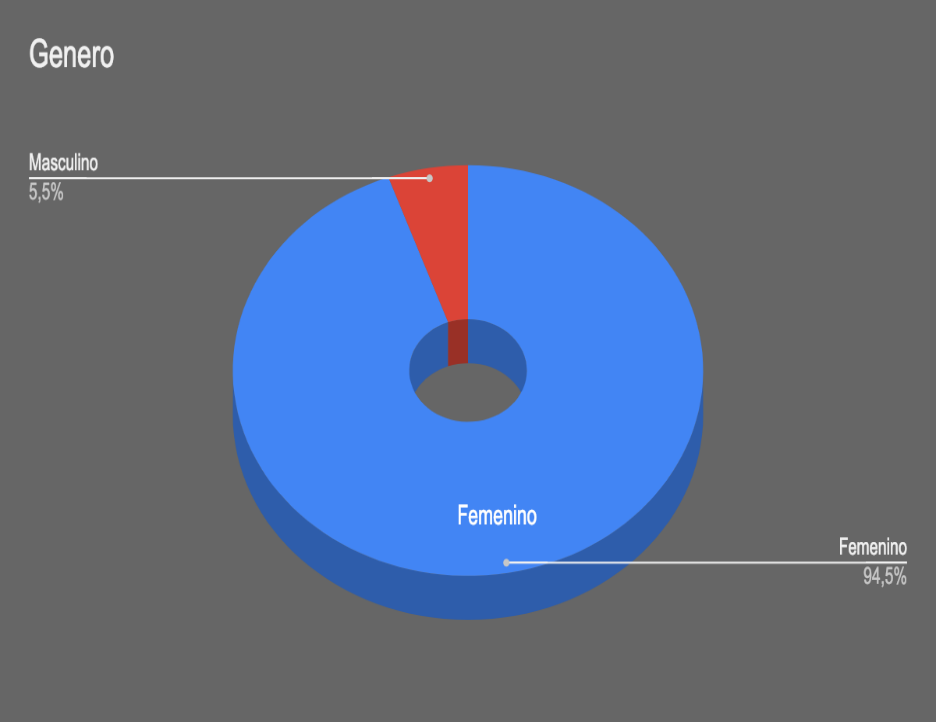 Genero
Masculino
5,5%
Femenino
Femenino
94,5%